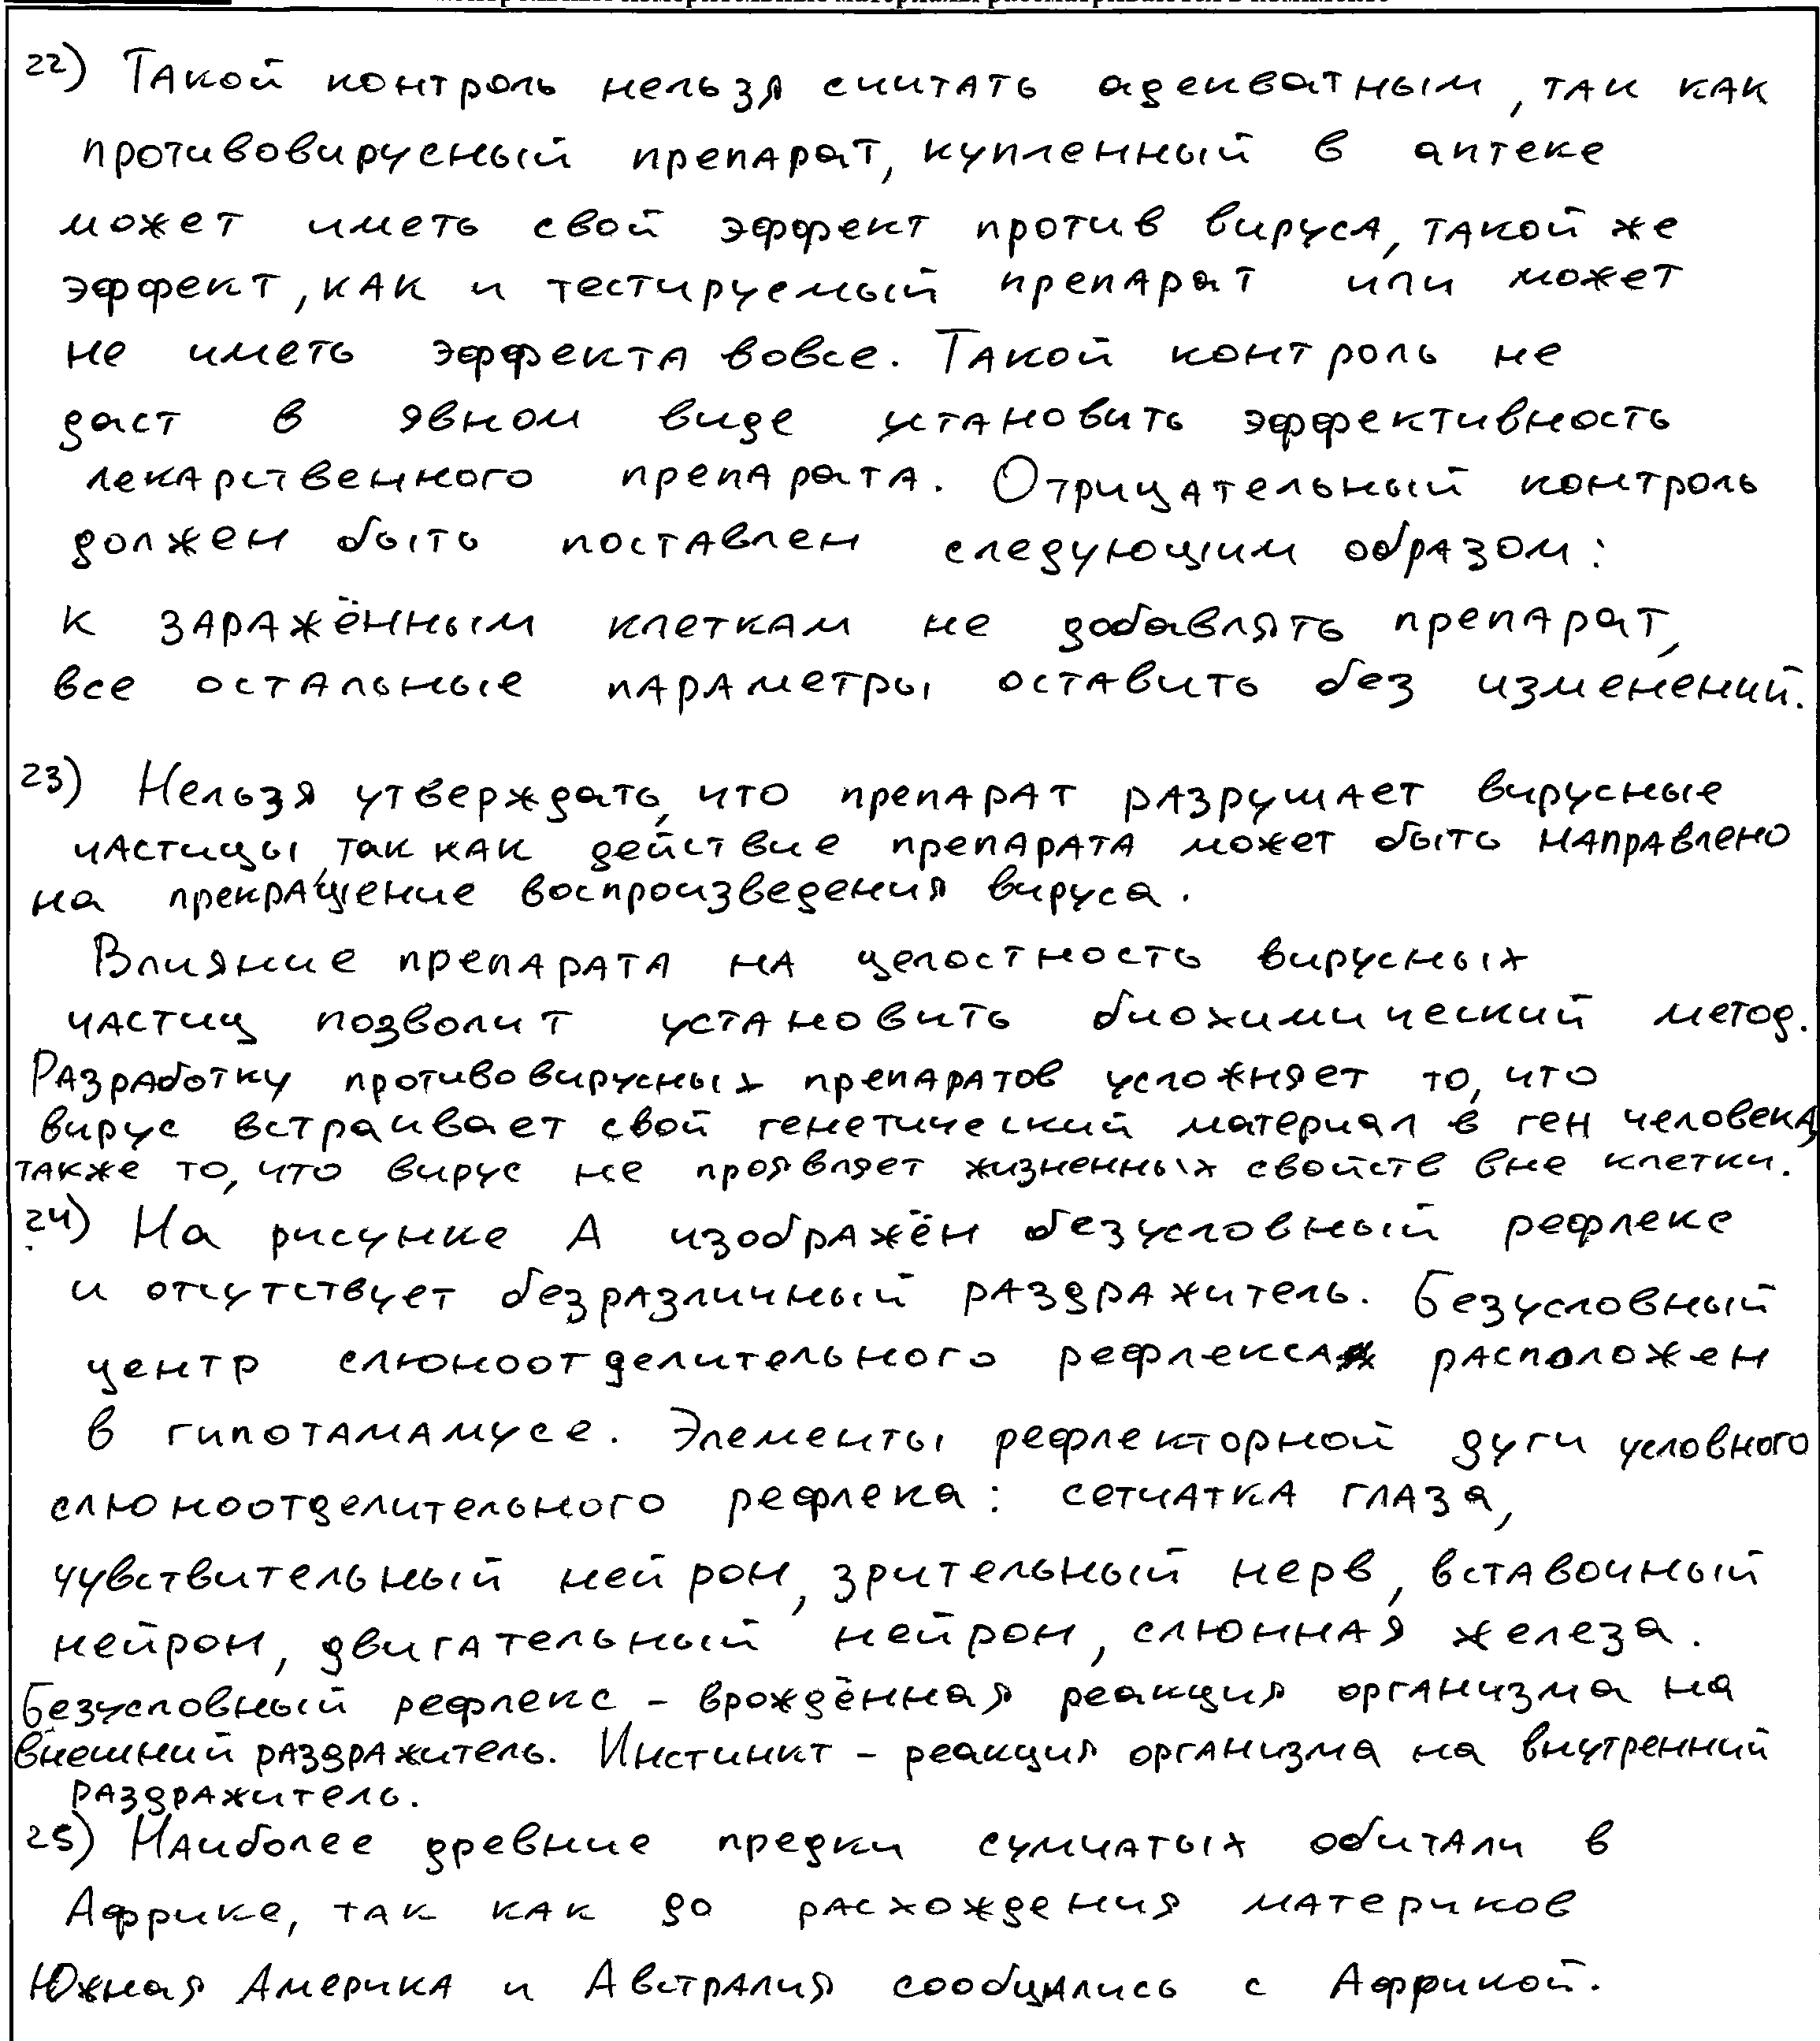 22) Такой контроль нельзя считать адекватным, так как
противовирусный препарат, купленный в аптеке
может иметь свой эффект против вируса, такой же
эффект, как и тестируемый препарат или может
не иметь эффекта вовсе. Такой контроль не
даст в явном виде установить эффективность
лекарственного препарата. Отрицательный контроль
должен быть поставлен следующим образом:
к заражённым клеткам не добавлять препарат,
все остальные параметры оставить без изменений.
23) Нельзя утверждать, что препарат разрушает вирусные
частицы, так как действие препарата может быть направлено
на прекращение воспроизведения вируса.
Влияние препарата на целостность вирусных
частиц позволит установить биохимический метод.
Разработку противовирусных препаратов усложняет то, что
вирус встраивает свой генетический материал в ген человека,
также то, что вирус не проявляет жизненных свойств вне клетки.
24) На рисунке А изображён безусловный рефлекс
и отсутствует безразличный раздражитель. Безусловный
центр слюноотделительного рефлекса расположен
в гипотамамусе. Элементы рефлекторной дуги условного
слюноотделительного рефлека: сетчатка глаза,
чувствительный нейрон, зрительный нерв, вставочный
нейрон, двигательный нейрон, слюнная железа.
Безусловный рефлекс - врождённая реакция организма на
внешний раздражитель. Инстинкт - реакция организма на внутренний
раздражитель.
25) Наиболее древние предки сумчатых обитали в
Африке, так как до расхождения материков
Южная Америка и Австралия сообщались с Африкой.